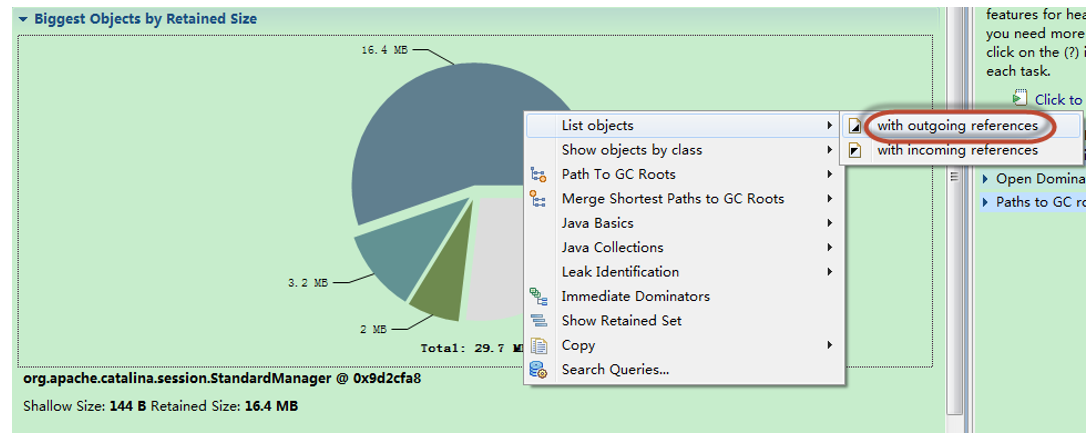 Biggest Objects by Retained Size
16.4 MB
3.2 MB
2 MB
Total: 29.7
org.apache.catalina.session.StandardManager @ 0x9d2cfa8
Shallow Size: 144 B Retained Size: 16.4 MB
List objects
Show objects by class
Path To GC Roots
Merge Shortest Paths to GC Roots
Java Basics
Java Collections
Leak Identification
Immediate Dominators
Show Retained Set
Copy
Search Queries...
with outgoing references
with incoming references
features for
you need more
click on the (?)
each task.
Click to
Open
Paths to GC